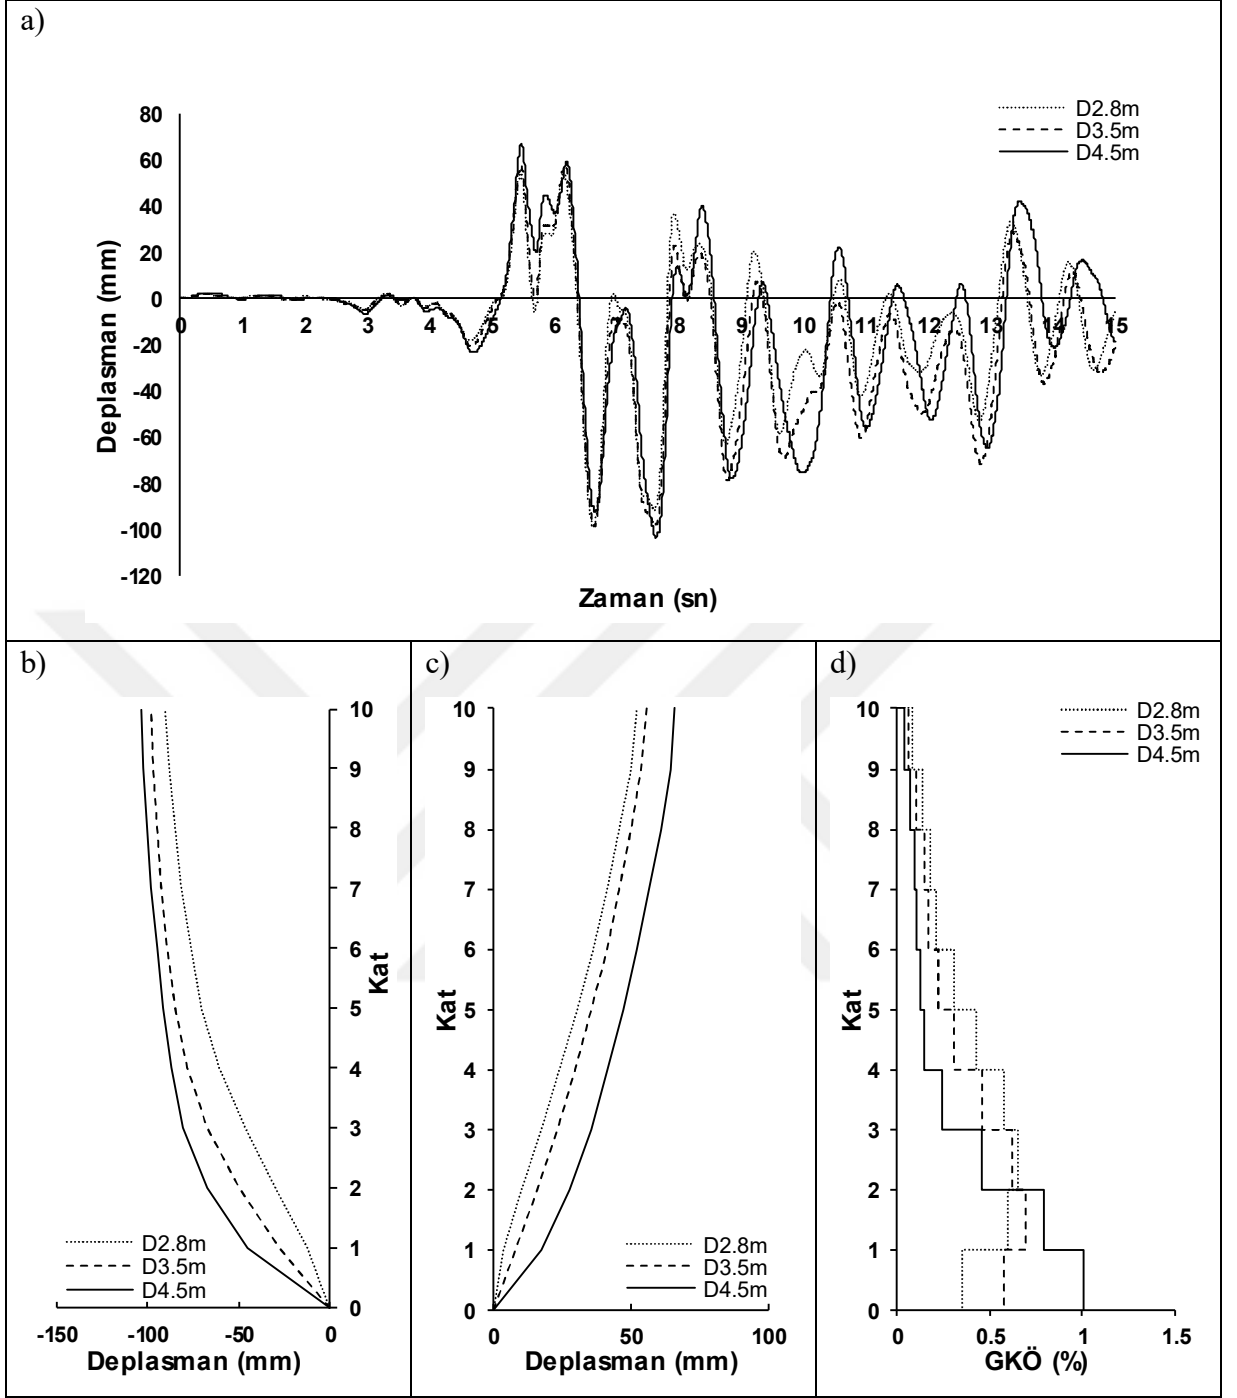 a)
D2.8m
D3.5m
D4.5m
80
60
40
20
0
-20
-40
-60
-80
-100
-120
Deplasman (mm)
0 1 2 3 4 5 6 7 8 9 10 11 12 13 14 15
Zaman (sn)
b)
10
9
8
7
6
5
4
3
2
1
0
Kat
D2.8m
D3.5m
D4.5m
-150 -100 -50 0
Deplasman (mm)
c)
10
9
8
7
6
5
4
3
2
1
0
Kat
D2.8m
D3.5m
D4.5m
0 50 100
Deplasman (mm)
d)
D2.8m
D3.5m
D4.5m
10
9
8
7
6
5
4
3
2
1
0
Kat
0 0.5 1 1.5
GKÖ (%)